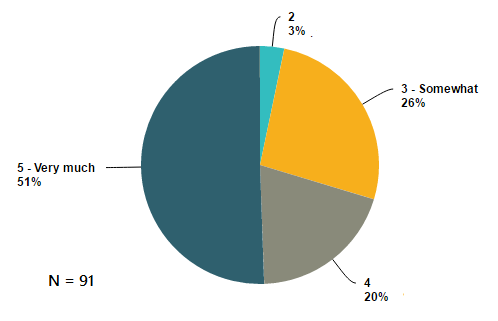 2
3%
3 - Somewhat
26%
5 - Very much
51%
4
20%
N = 91